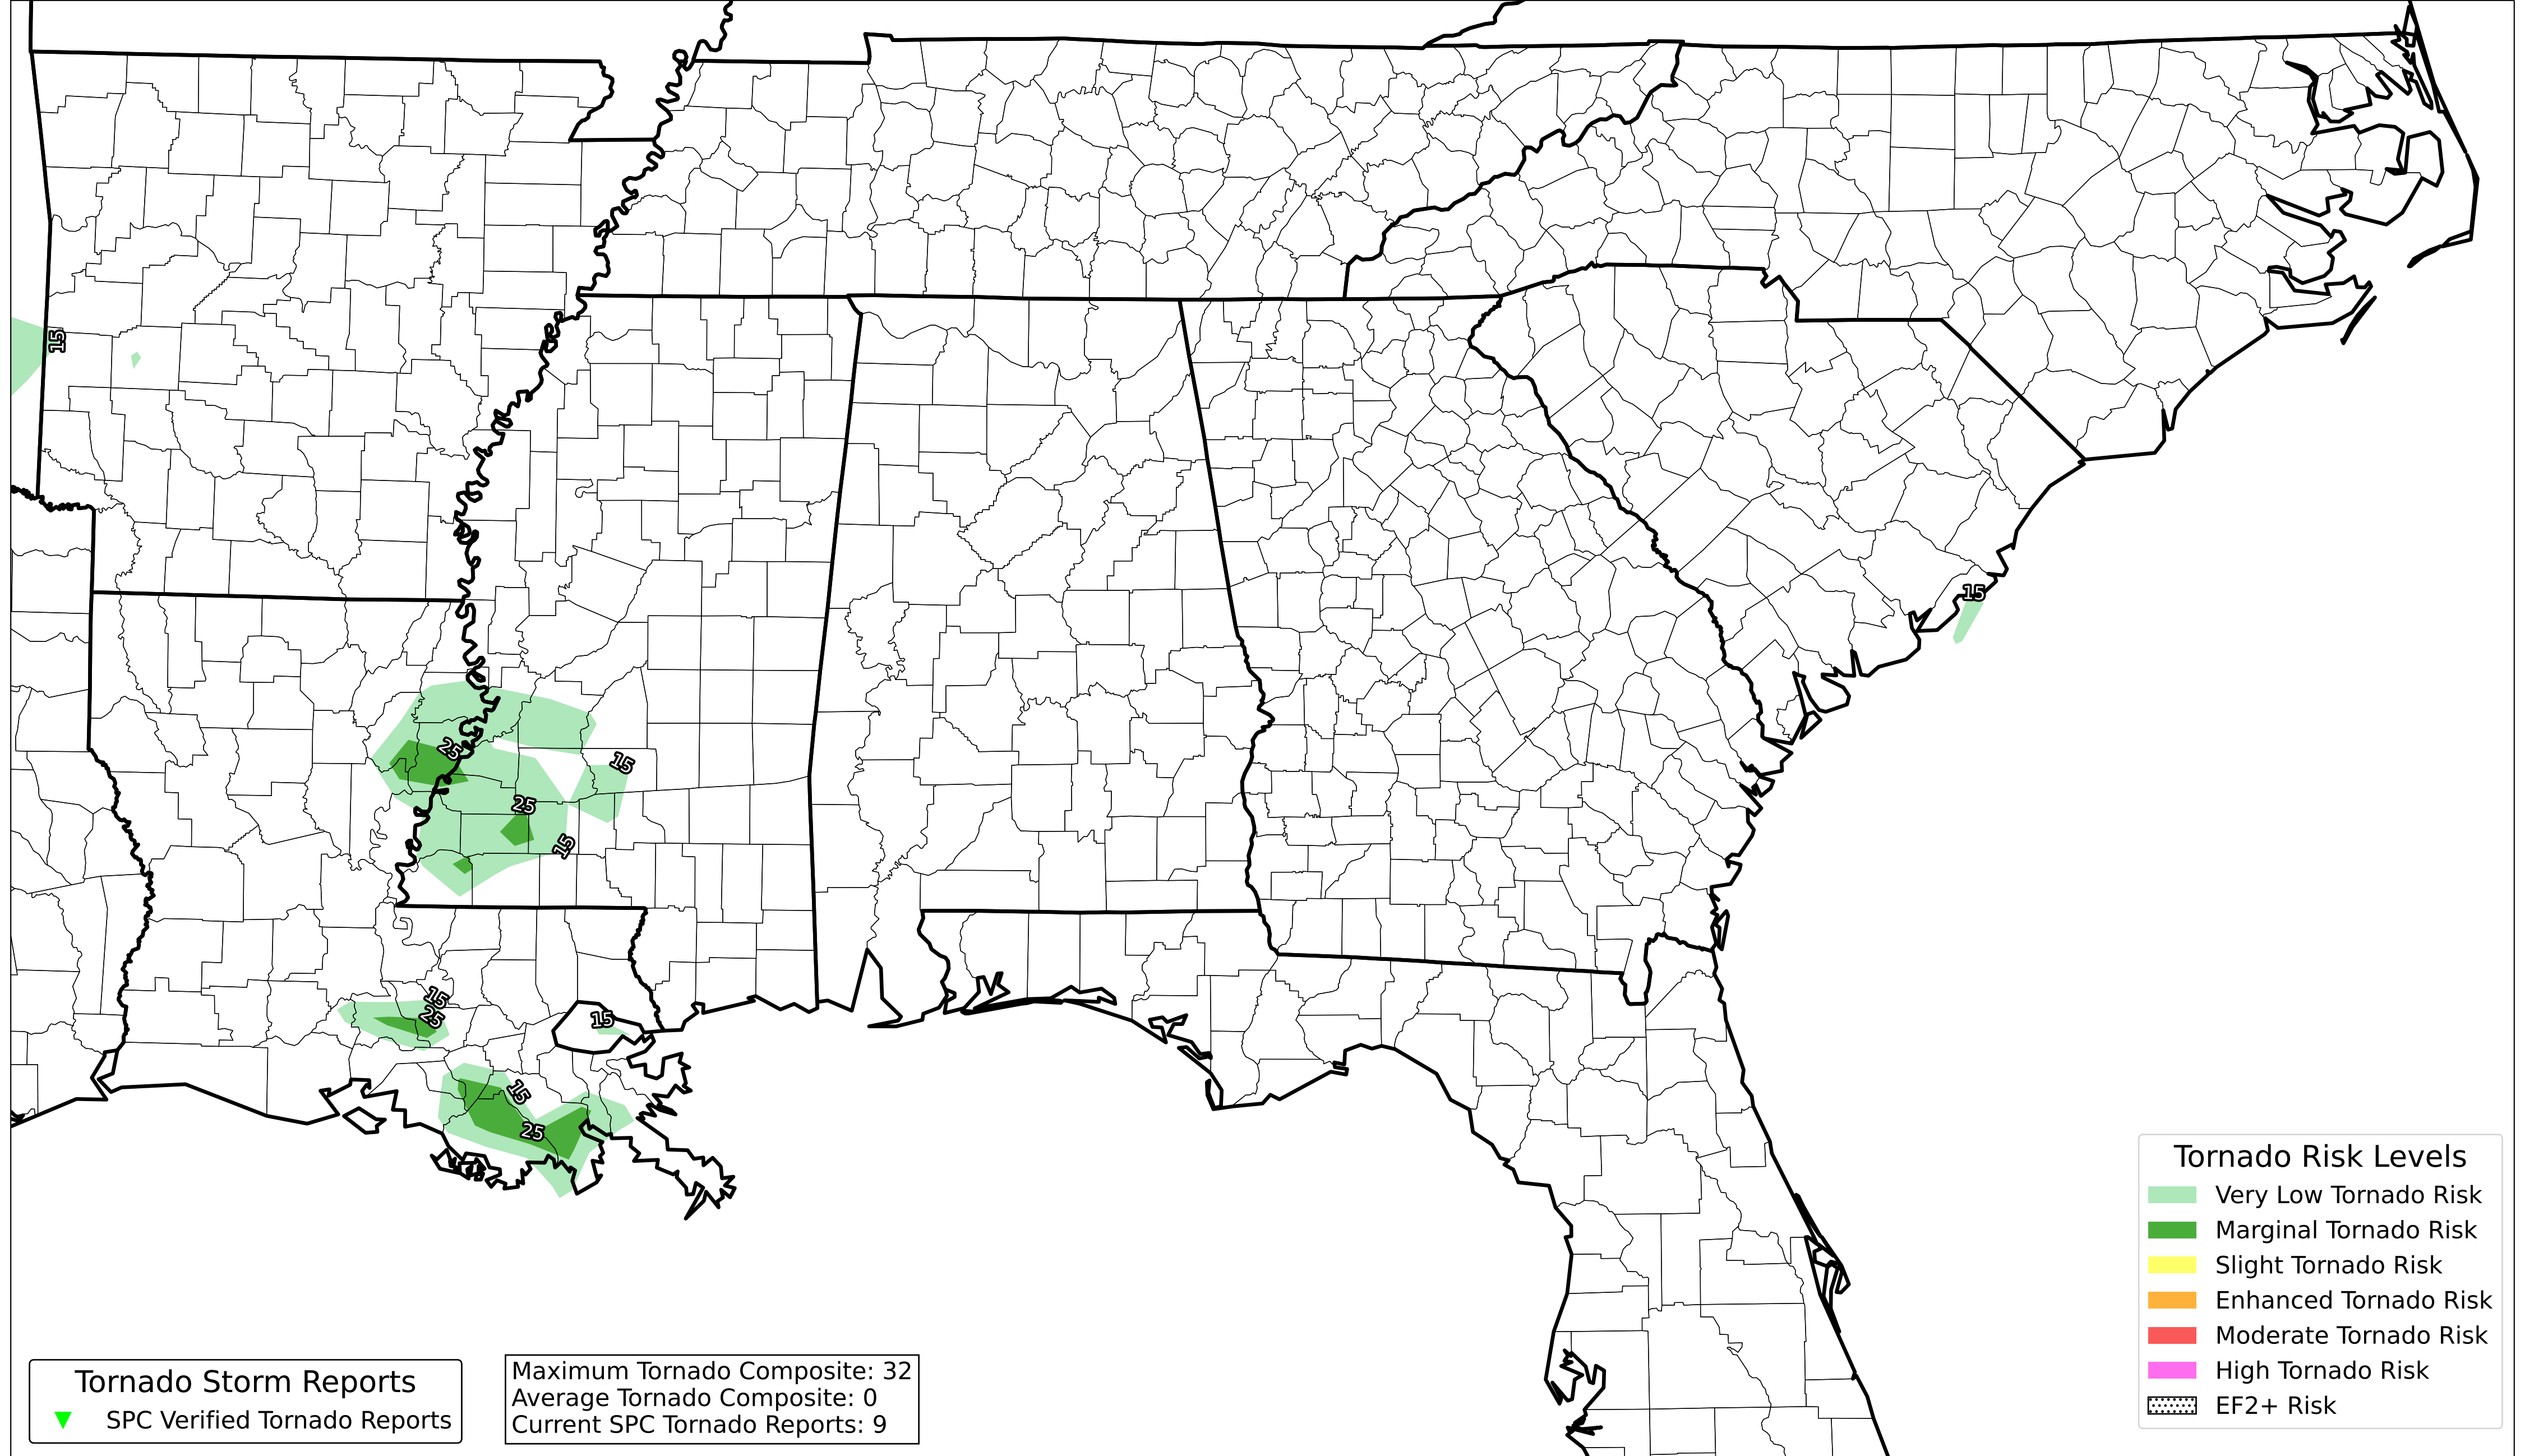 15
15
25
15
25
15
15
25
15
15
25
Tornado Risk Levels
Very Low Tornado Risk
Marginal Tornado Risk
Slight Tornado Risk
Enhanced Tornado Risk
Moderate Tornado Risk
High Tornado Risk
EF2+ Risk
Tornado Storm Reports
SPC Verified Tornado Reports
Maximum Tornado Composite: 32
Average Tornado Composite: 0
Current SPC Tornado Reports: 9